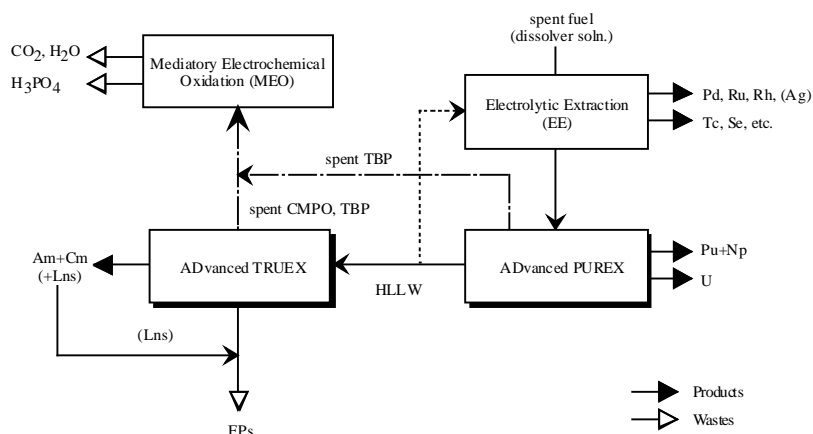 spent fuel
(dissolver soln.)
CO2, H2O
H3PO4
Mediatory Electrochemical
Oxidation (MEO)
Electrolytic Extraction
(EE)
Pd, Ru, Rh, (Ag)
Tc, Se, etc.
spent TBP
spent CMPO, TBP
Am+Cm
(+Lns)
ADvanced TRUEX
HLLW
ADvanced PUREX
Pu+Np
U
(Lns)
FPs
Products
Wastes